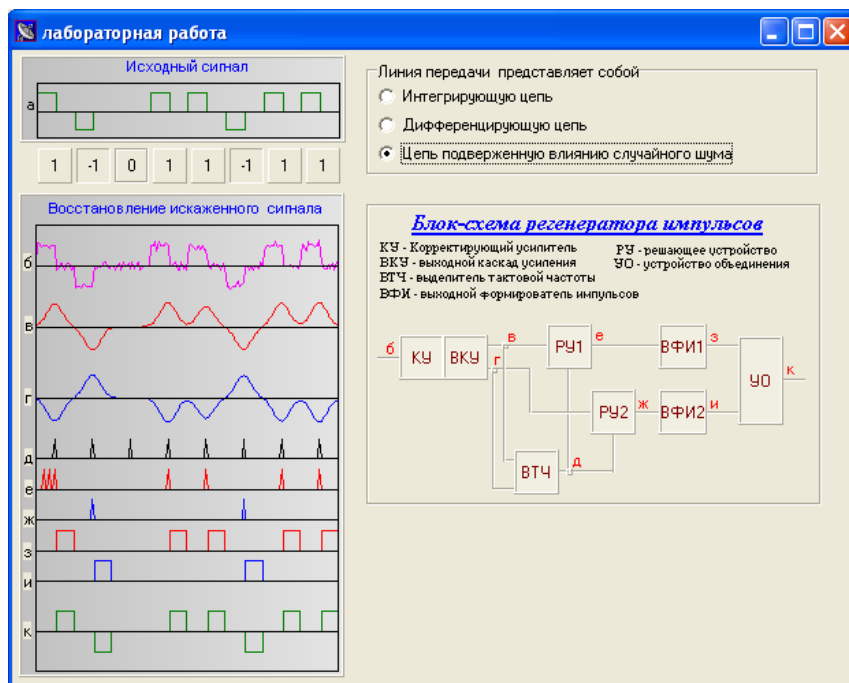 лабораторная работа
Исходный сигнал
а
1 -1 0 1 1 -1 1 1
Линия передачи представляет собой
Интегрирующую цепь
Дифференцирующую цепь
Цепь подверженную влиянию случайного шума
Восстановление искаженного сигнала
б
в
г
д
е
ж
з
и
к
Блок-схема регенератора импульсов
КУ - Корректирующий усилитель
ВКУ - выходной каскад усиления
ВТЧ - выделитель тактовой частоты
ВФИ - выходной формирователь импульсов
РУ - решающее устройство
УО - устройство объединения
б КУ ВКУ в г РУ1 е ВФИ1 з УО к
РУ2 ж ВФИ2 и
ВТЧ д